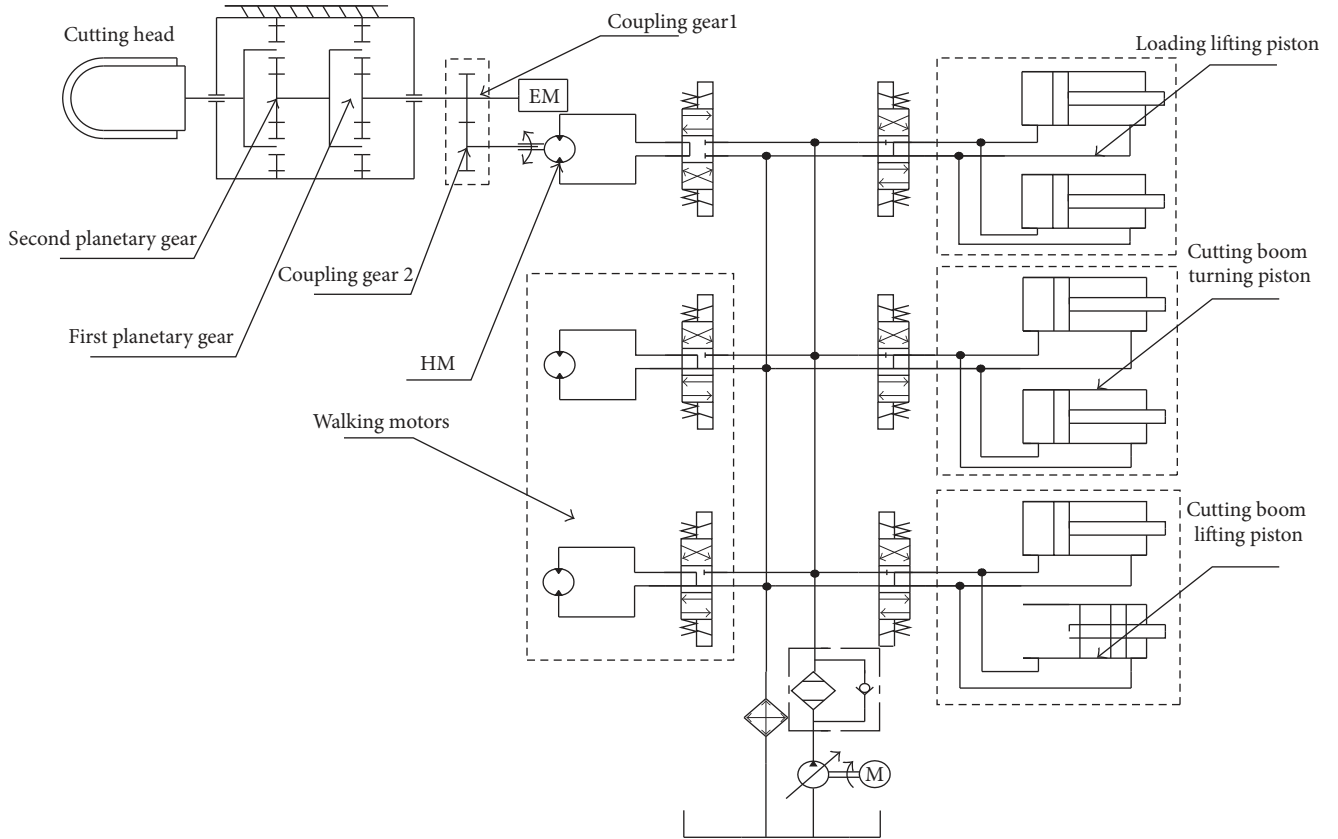 Cutting head
Coupling gear1
Loading lifting piston
EM
Second planetary gear
Coupling gear 2
First planetary gear
HM
Cutting boom
turning piston
Walking motors
Cutting boom
lifting piston
M